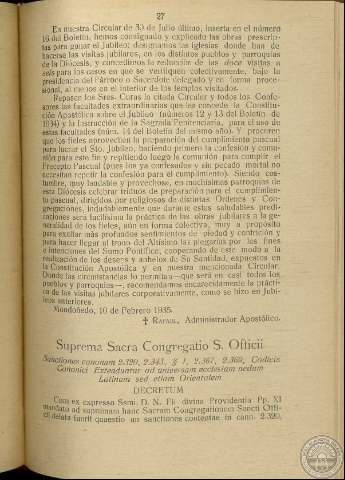 27
En nuestra Circular de 30 de Julio último, inserta en el número
16 del Boletín, hemos consignado y explicado las obras prescrip-
tas para ganar el Jubileo; designamos las iglesias donde han de
hacerse las visitas jubilares, en los distintos pueblos y parroquias
de la Diócesis, y concedimos la reducción de las doce visitas a
seis para los casos en que se verifiquen colectivamente, bajo la
presidencia del Párroco o Sacerdote delegado y en forma proce-
sional, al menos en el interior de los templos visitados.
Repasen los Sres. Curas la citada Circular y todos los Confe-
sores las facultades extraordinarias que les concede la Constitu-
ción Apostólica sobre el Jubileo (números 12 y 13 del Boletín de
1934) y la Instrucción de la Sagrada Penitenciaria, para el uso de
estas facultades (núm. 14 del Boletín del mismo año). Y procuren
que los fieles aprovechen la preparación del cumplimiento pascual
para lucrar el Sto. Jubileo, haciendo primero la confesión y comu-
nión para este fin y repitiendo luego la comunión para cumplir el
Precepto Pascual (pues los ya confesados y sin pecado mortal no
necesitan repetir la confesión para el cumplimiento). Siendo cos-
tumbre, muy laudable y provechosa, en muchísimas parroquias de
esta Diócesis celebrar triduos de preparación para el cumplimien-
to pascual, dirigidos por religiosos de distintas Ordenes y Con-
gregaciones, indudablemente que durante estas saludables predi-
caciones será facilísima la práctica de las obras jubilares a la ge-
neralidad de los fieles, aún en forma colectiva, muy a propósito
para exaltar más profundos sentimientos de piedad y contrición y
para hacer llegar al trono del Altísimo las plegarias por los fines
e intenciones del Sumo Pontífice, cooperando de este modo a la
realización de los deseos y anhelos de Su Santidad, expuestos en
la Constitución Apostólica y en nuestra mencionada Circular.
Donde las circunstancias lo permitan—que será en casi todos los
pueblos y parroquias—, recomendamos encarecidamente la prácti-
ca de las visitas jubilares corporativamente, como se hizo en Jubi-
leos anteriores.
Mondoñedo, 10 de Febrero 1935.
† Rafael, Administrador Apostólico.
Suprema Sacra Congregatio S. Officii
Sanctiones canonum 2.320, 2.343, § 1, 2.367, 2.369, Codicis
Canonici Extenduntur ad universam ecclesiam nedum
Latinam sed etiam Orientalem
DECRETUM
Cum ex expresso Ssmi. D. N. Pii divina Providentia Pp. XI
mandato ad supremam hanc Sacram Congregationem Sancti Offi-
cii delata fuerit quaestio an sanctiones contentae in cann. 2.320,